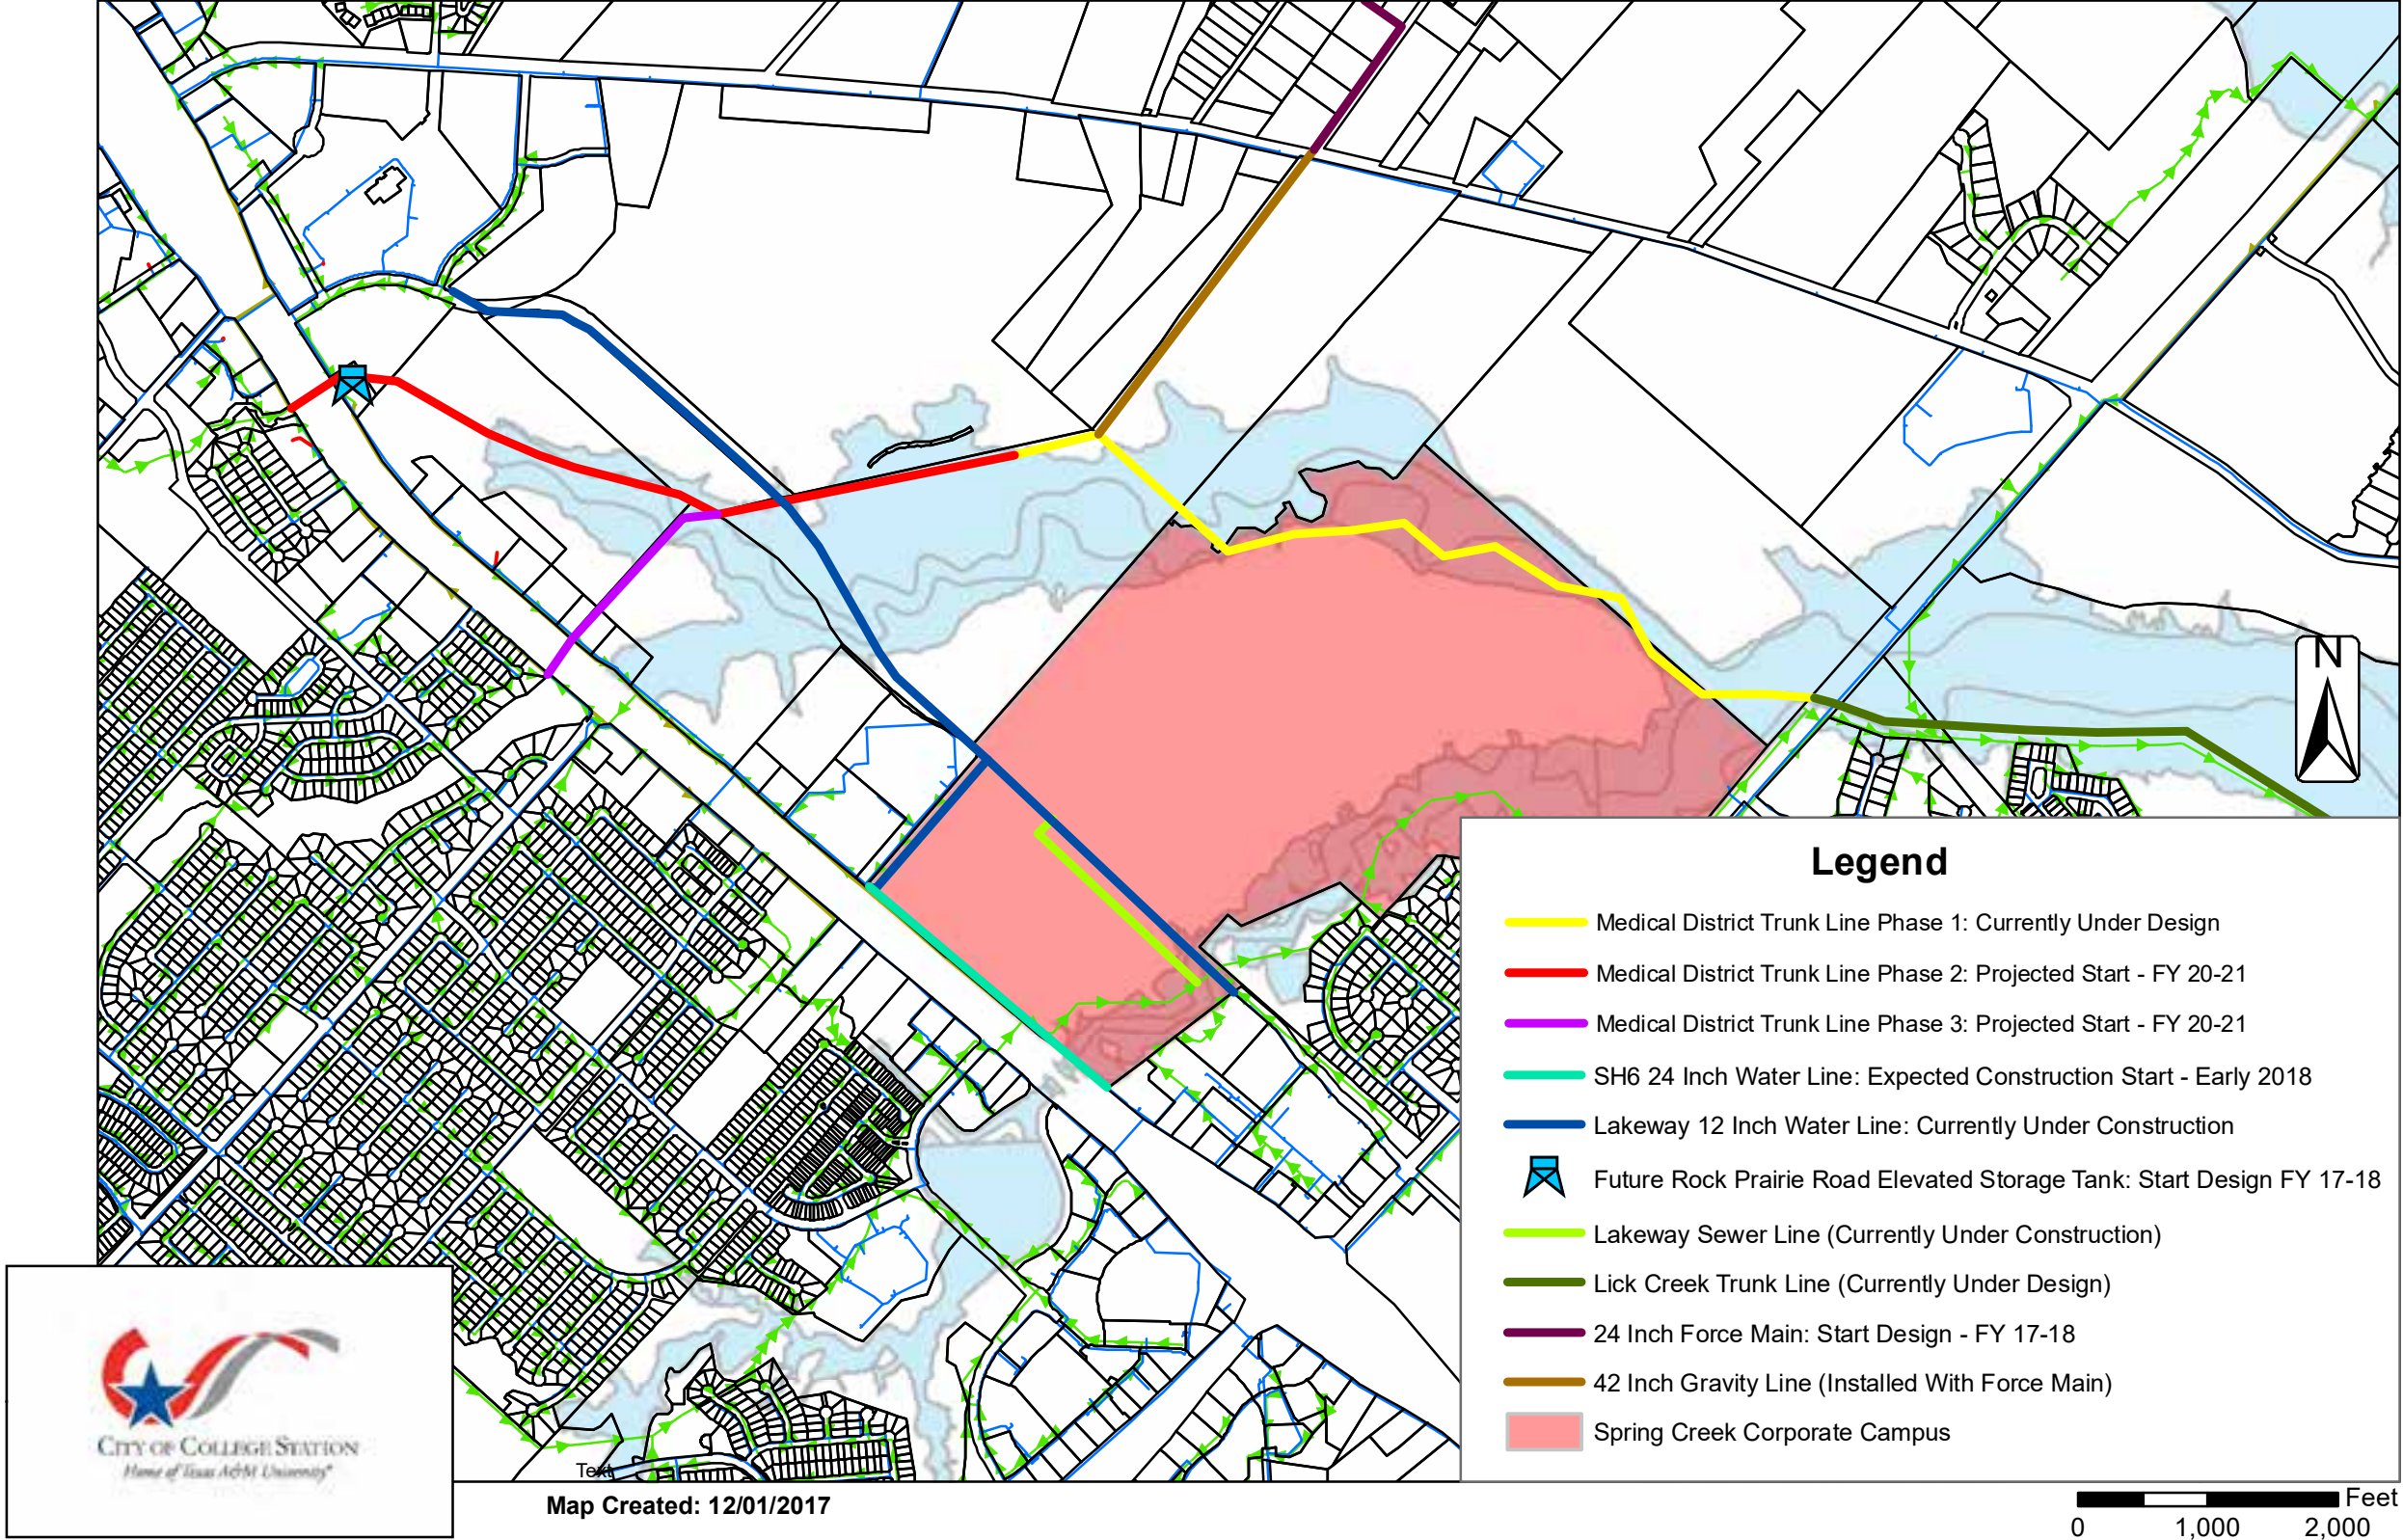 N
Legend
Medical District Trunk Line Phase 1: Currently Under Design
Medical District Trunk Line Phase 2: Projected Start - FY 20-21
Medical District Trunk Line Phase 3: Projected Start - FY 20-21
SH6 24 Inch Water Line: Expected Construction Start - Early 2018
Lakeway 12 Inch Water Line: Currently Under Construction
Future Rock Prairie Road Elevated Storage Tank: Start Design FY 17-18
Lakeway Sewer Line (Currently Under Construction)
Lick Creek Trunk Line (Currently Under Design)
24 Inch Force Main: Start Design - FY 17-18
42 Inch Gravity Line (Installed With Force Main)
Spring Creek Corporate Campus
CITY OF COLLEGE STATION
Home of Texas A&M University®
Text
Map Created: 12/01/2017
Feet
0 1,000 2,000